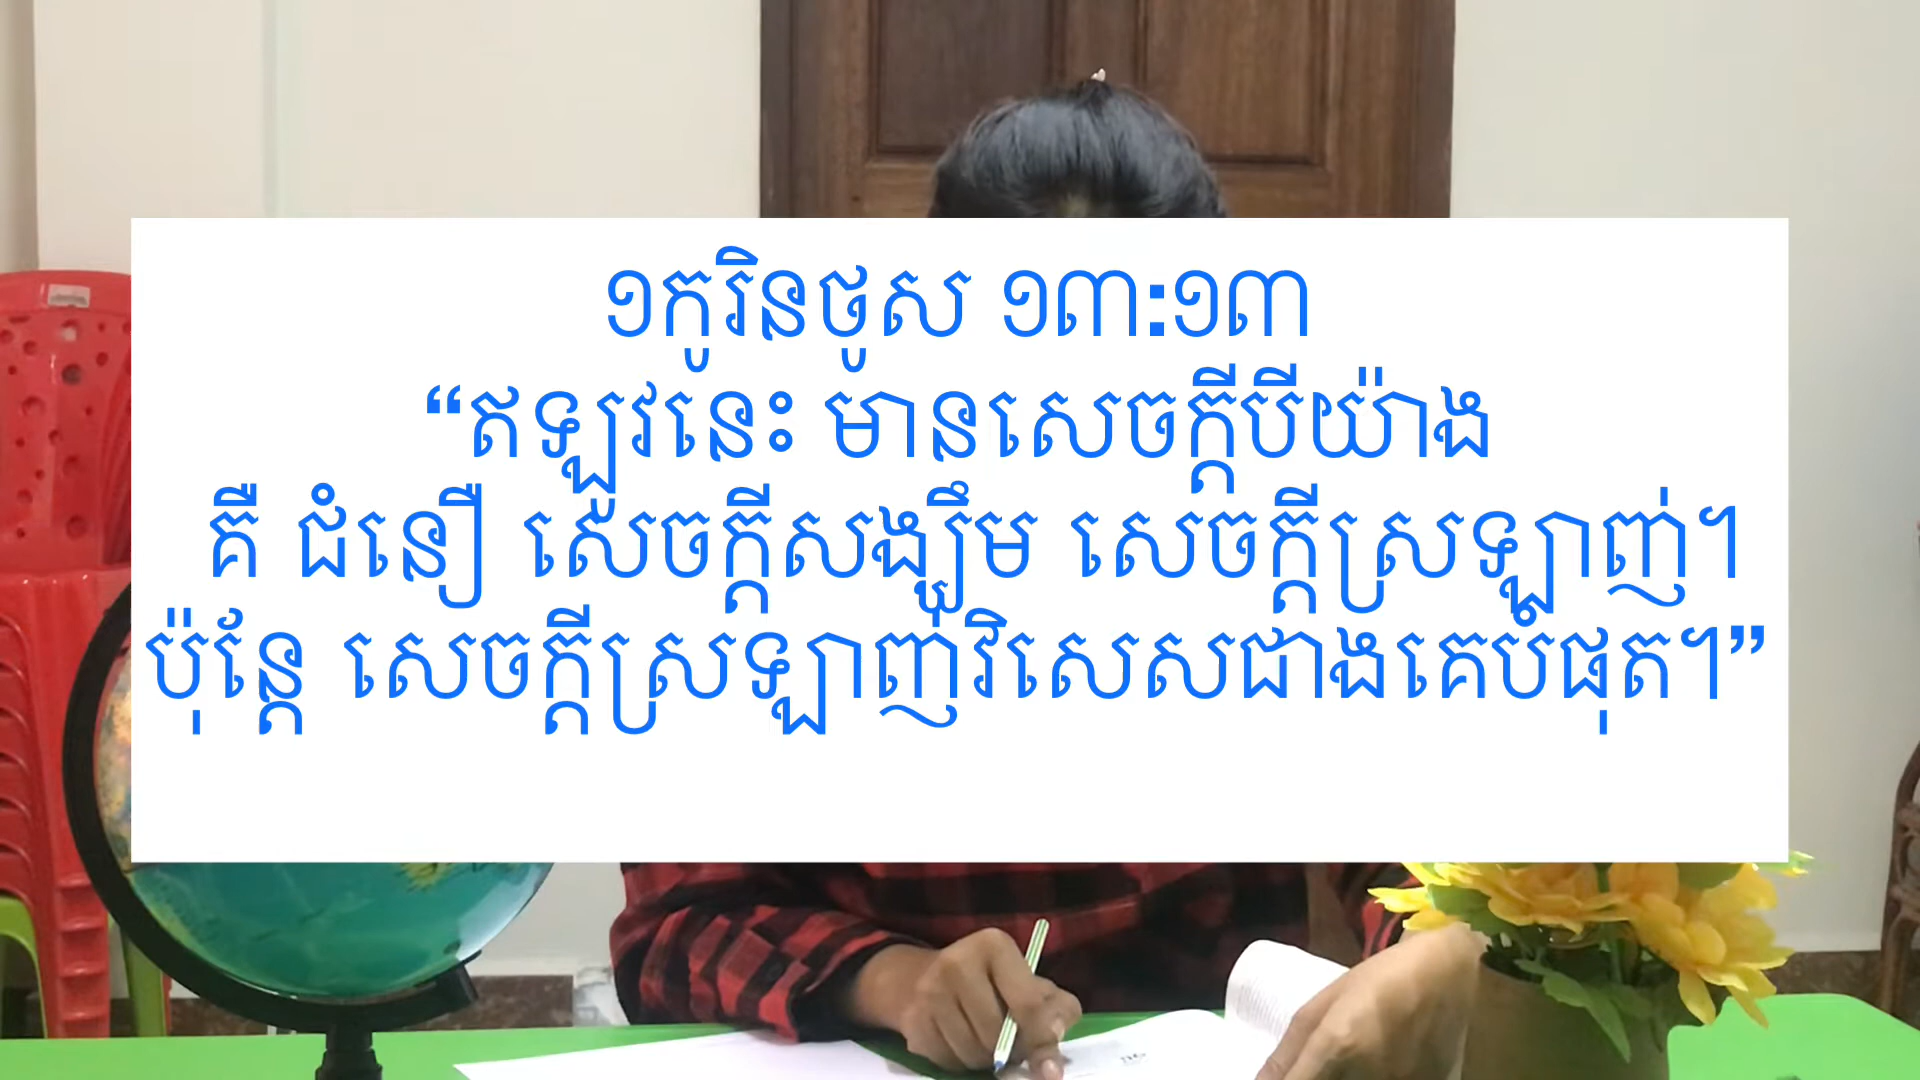 ១កូរិនថូស ១៣:១៣
“ឥឡូវនេះ មានសេចក្តីបីយ៉ាង
គឺ ជំនឿ សេចក្តីសង្ឃឹម សេចក្តីស្រឡាញ់។
ប៉ុន្តែ សេចក្តីស្រឡាញ់វិសេសជាងគេបំផុត។”